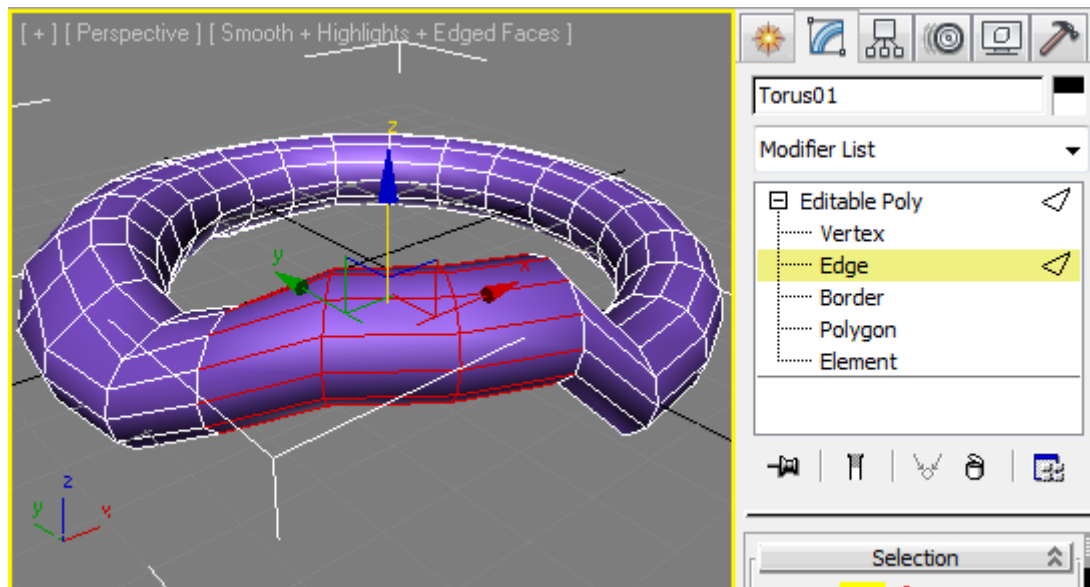 [ + ] [ Perspective ] [ Smooth + Highlights + Edged Faces ]
z
y
x
z
y
x
Torus01
Modifier List
Editable Poly
Vertex
Edge
Border
Polygon
Element
Selection